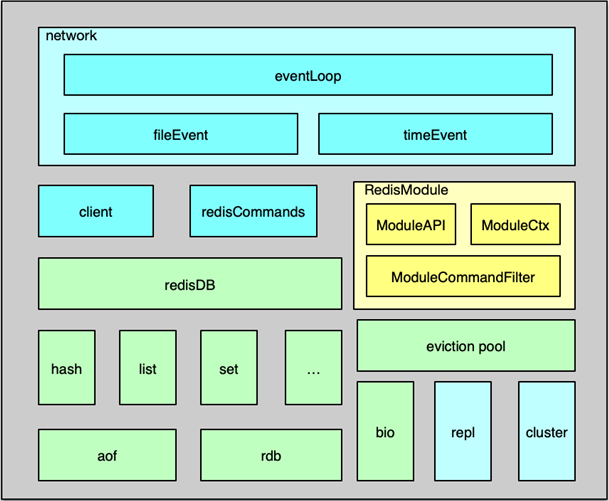 network
eventLoop
fileEvent
timeEvent
client
redisCommands
RedisModule
ModuleAPI
ModuleCtx
ModuleCommandFilter
redisDB
hash
list
set
...
eviction pool
bio
repl
cluster
aof
rdb